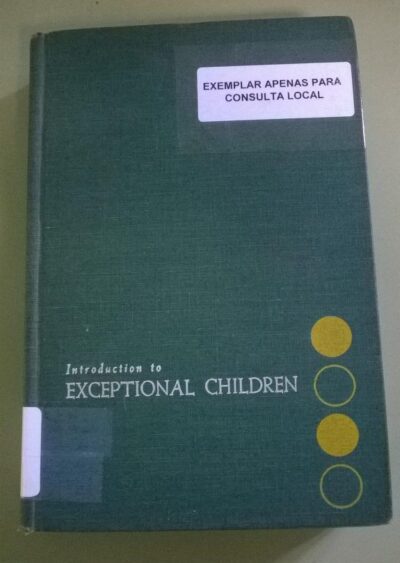 EXEMPLAR APENAS PARA
CONSULTA LOCAL
Introduction to
EXCEPTIONAL CHILDREN